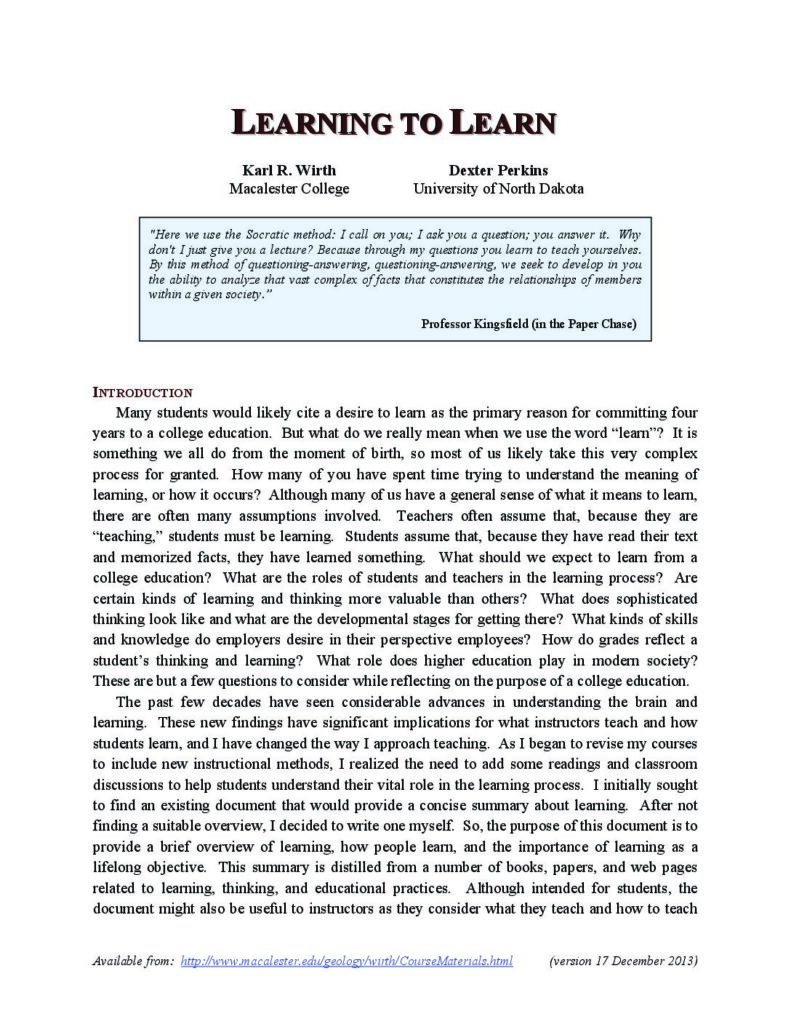 LEARNING TO LEARN
Karl R. Wirth
Macalester College
Dexter Perkins
University of North Dakota
"Here we use the Socratic method: I call on you; I ask you a question; you answer it. Why
don't I just give you a lecture? Because through my questions you learn to teach yourselves.
By this method of questioning-answering, questioning-answering, we seek to develop in you
the ability to analyze that vast complex of facts that constitutes the relationships of members
within a given society.”
Professor Kingsfield (in the Paper Chase)
INTRODUCTION
Many students would likely cite a desire to learn as the primary reason for committing four
years to a college education. But what do we really mean when we use the word “learn”? It is
something we all do from the moment of birth, so most of us likely take this very complex
process for granted. How many of you have spent time trying to understand the meaning of
learning, or how it occurs? Although many of us have a general sense of what it means to learn,
there are often many assumptions involved. Teachers often assume that, because they are
“teaching,” students must be learning. Students assume that, because they have read their text
and memorized facts, they have learned something. What should we expect to learn from a
college education? What are the roles of students and teachers in the learning process? Are
certain kinds of learning and thinking more valuable than others? What does sophisticated
thinking look like and what are the developmental stages for getting there? What kinds of skills
and knowledge do employers desire in their perspective employees? How do grades reflect a
student’s thinking and learning? What role does higher education play in modern society?
These are but a few questions to consider while reflecting on the purpose of a college education.
The past few decades have seen considerable advances in understanding the brain and
learning. These new findings have significant implications for what instructors teach and how
students learn, and I have changed the way I approach teaching. As I began to revise my courses
to include new instructional methods, I realized the need to add some readings and classroom
discussions to help students understand their vital role in the learning process. I initially sought
to find an existing document that would provide a concise summary about learning. After not
finding a suitable overview, I decided to write one myself. So, the purpose of this document is to
provide a brief overview of learning, how people learn, and the importance of learning as a
lifelong objective. This summary is distilled from a number of books, papers, and web pages
related to learning, thinking, and educational practices. Although intended for students, the
document might also be useful to instructors as they consider what they teach and how to teach
Available from: http://www.macalester.edu/geology/wirth/CourseMaterials.html (version 17 December 2013)